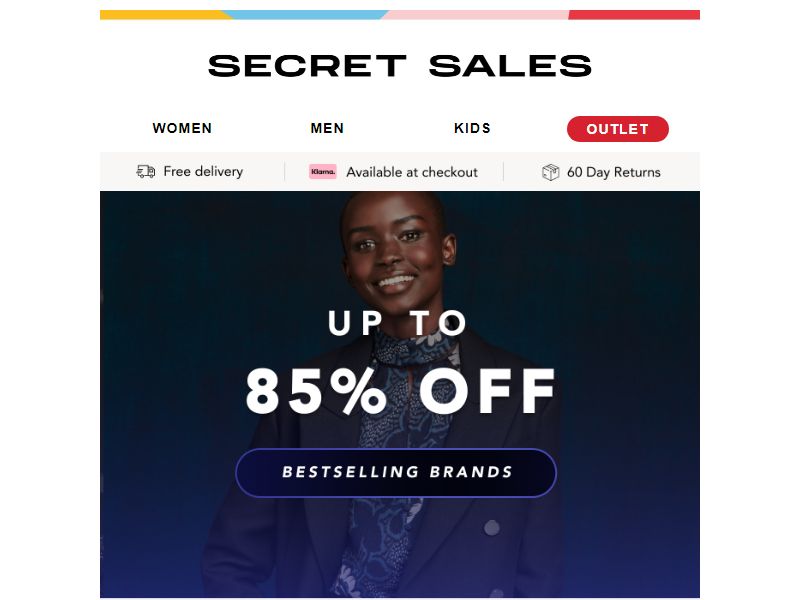 SECRET SALES
WOMEN MEN KIDS OUTLET
Free delivery Klarna. Available at checkout 60 Day Returns
UP TO
85% OFF
BESTSELLING BRANDS